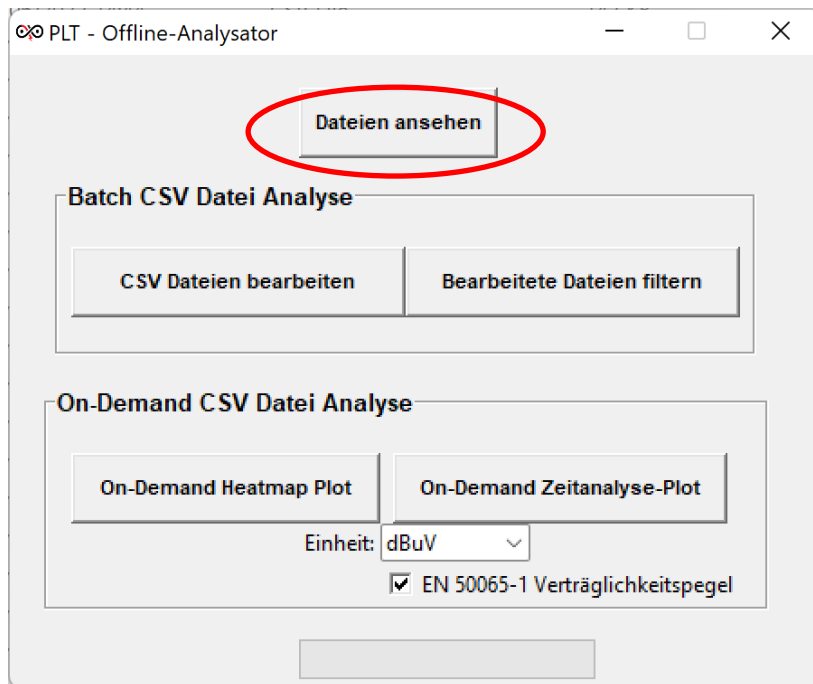 PLT - Offline-Analysator
Dateien ansehen
Batch CSV Datei Analyse
CSV Dateien bearbeiten
Bearbeitete Dateien filtern
On-Demand CSV Datei Analyse
On-Demand Heatmap Plot
On-Demand Zeitanalyse-Plot
Einheit: dBuV
EN 50065-1 Verträglichkeitspegel